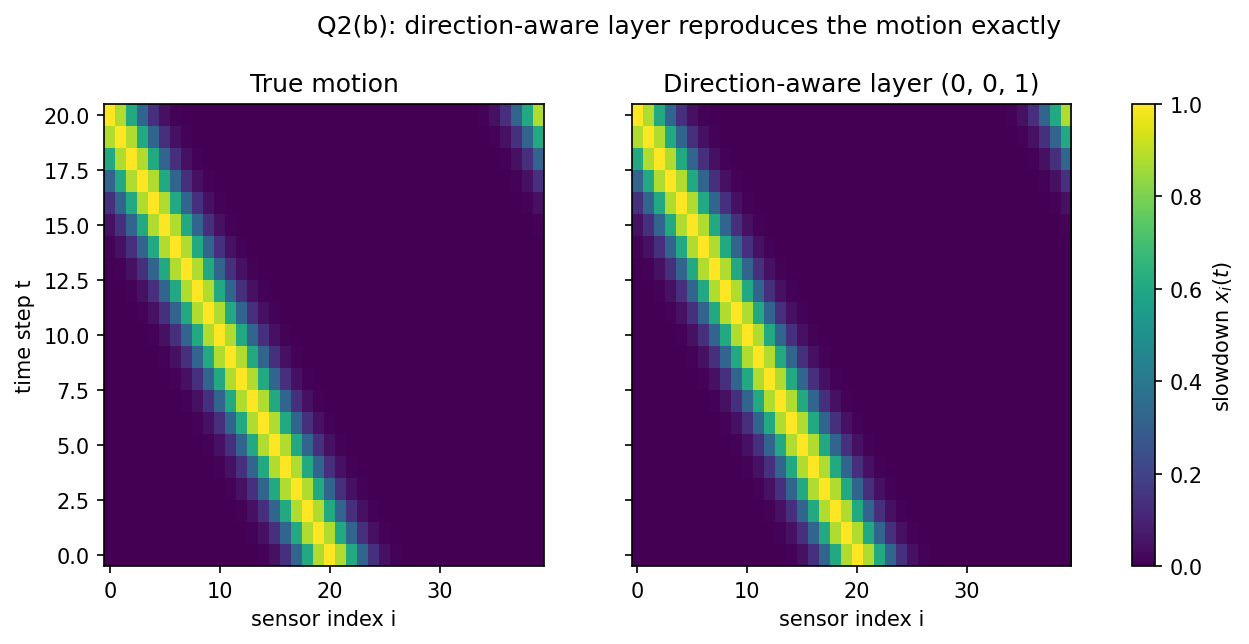 Q2(b): direction-aware layer reproduces the motion exactly
True motion
Direction-aware layer (0, 0, 1)
time step t
20.0
17.5
15.0
12.5
10.0
7.5
5.0
2.5
0.0
0 10 20 30
sensor index i
0 10 20 30
sensor index i
1.0
0.8
0.6
0.4
0.2
0.0
slowdown xᵢ(t)